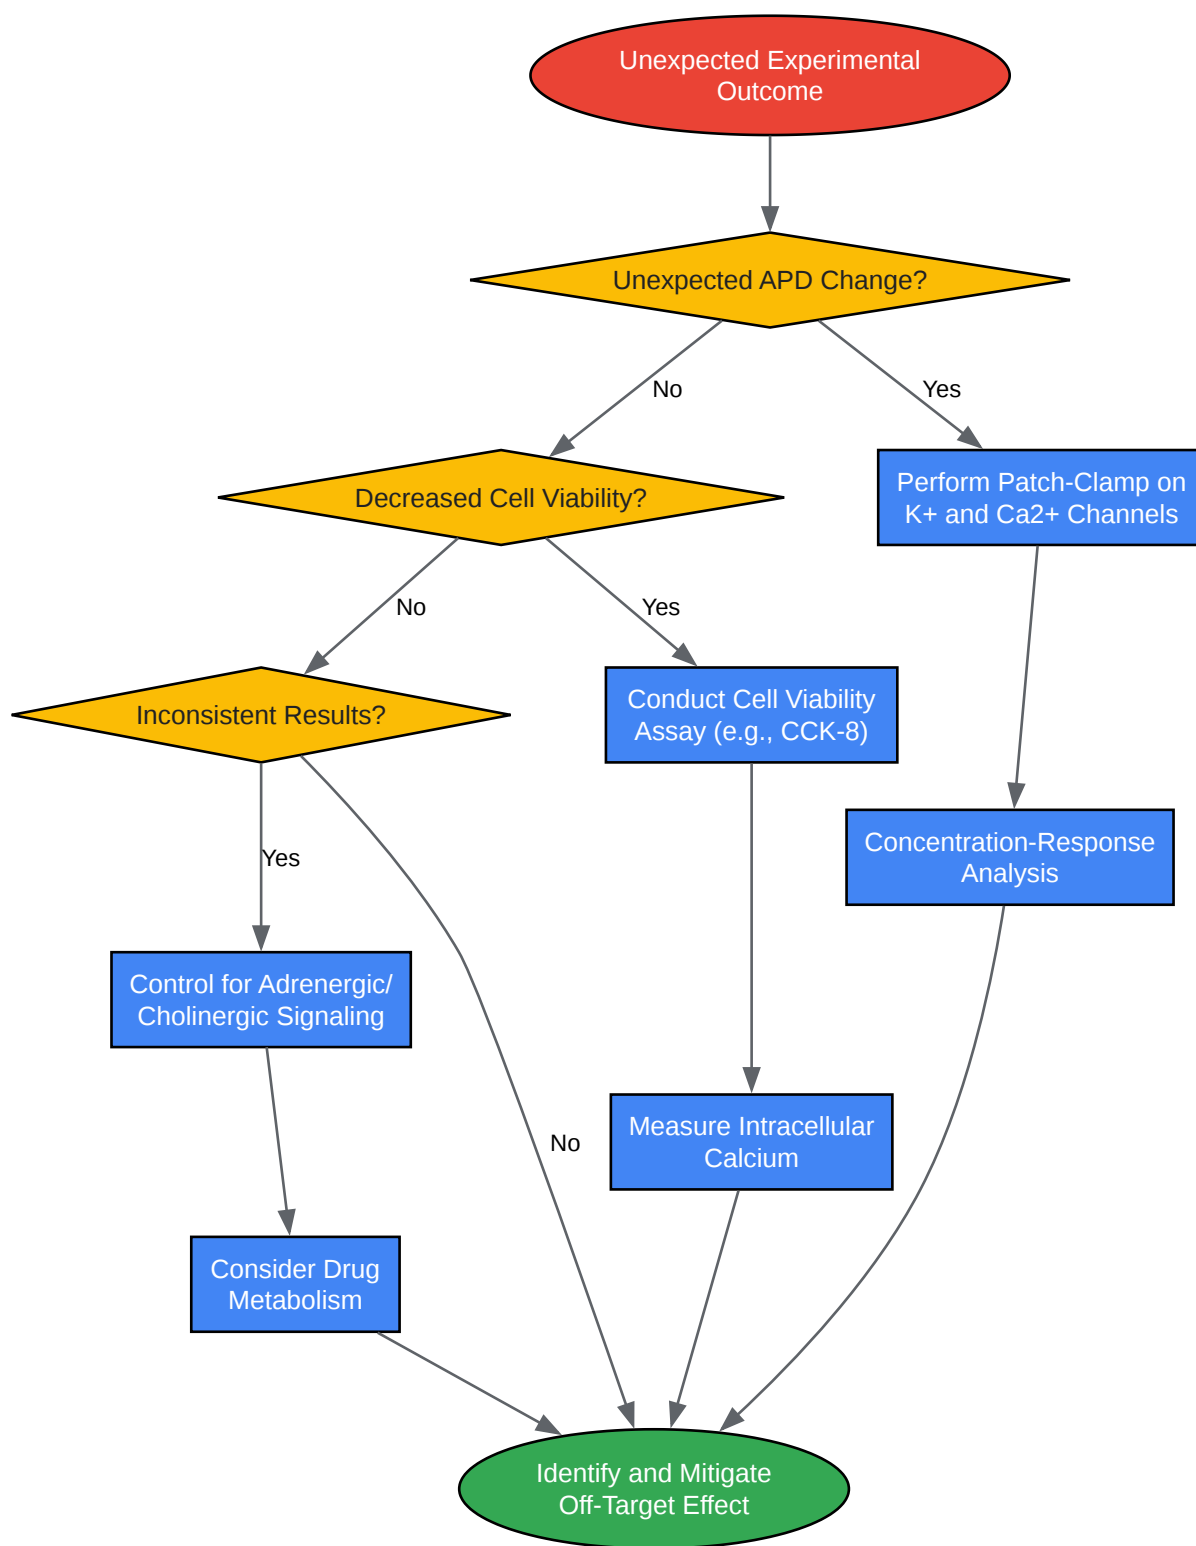 Unexpected Experimental
Outcome
Unexpected APD Change?
No
Yes
Decreased Cell Viability?
Perform Patch-Clamp on
K+ and Ca2+ Channels
No
Yes
Inconsistent Results?
Conduct Cell Viability
Assay (e.g., CCK-8)
Yes
Concentration-Response
Analysis
Control for Adrenergic/
Cholinergic Signaling
No
Measure Intracellular
Calcium
Consider Drug
Metabolism
Identify and Mitigate
Off-Target Effect